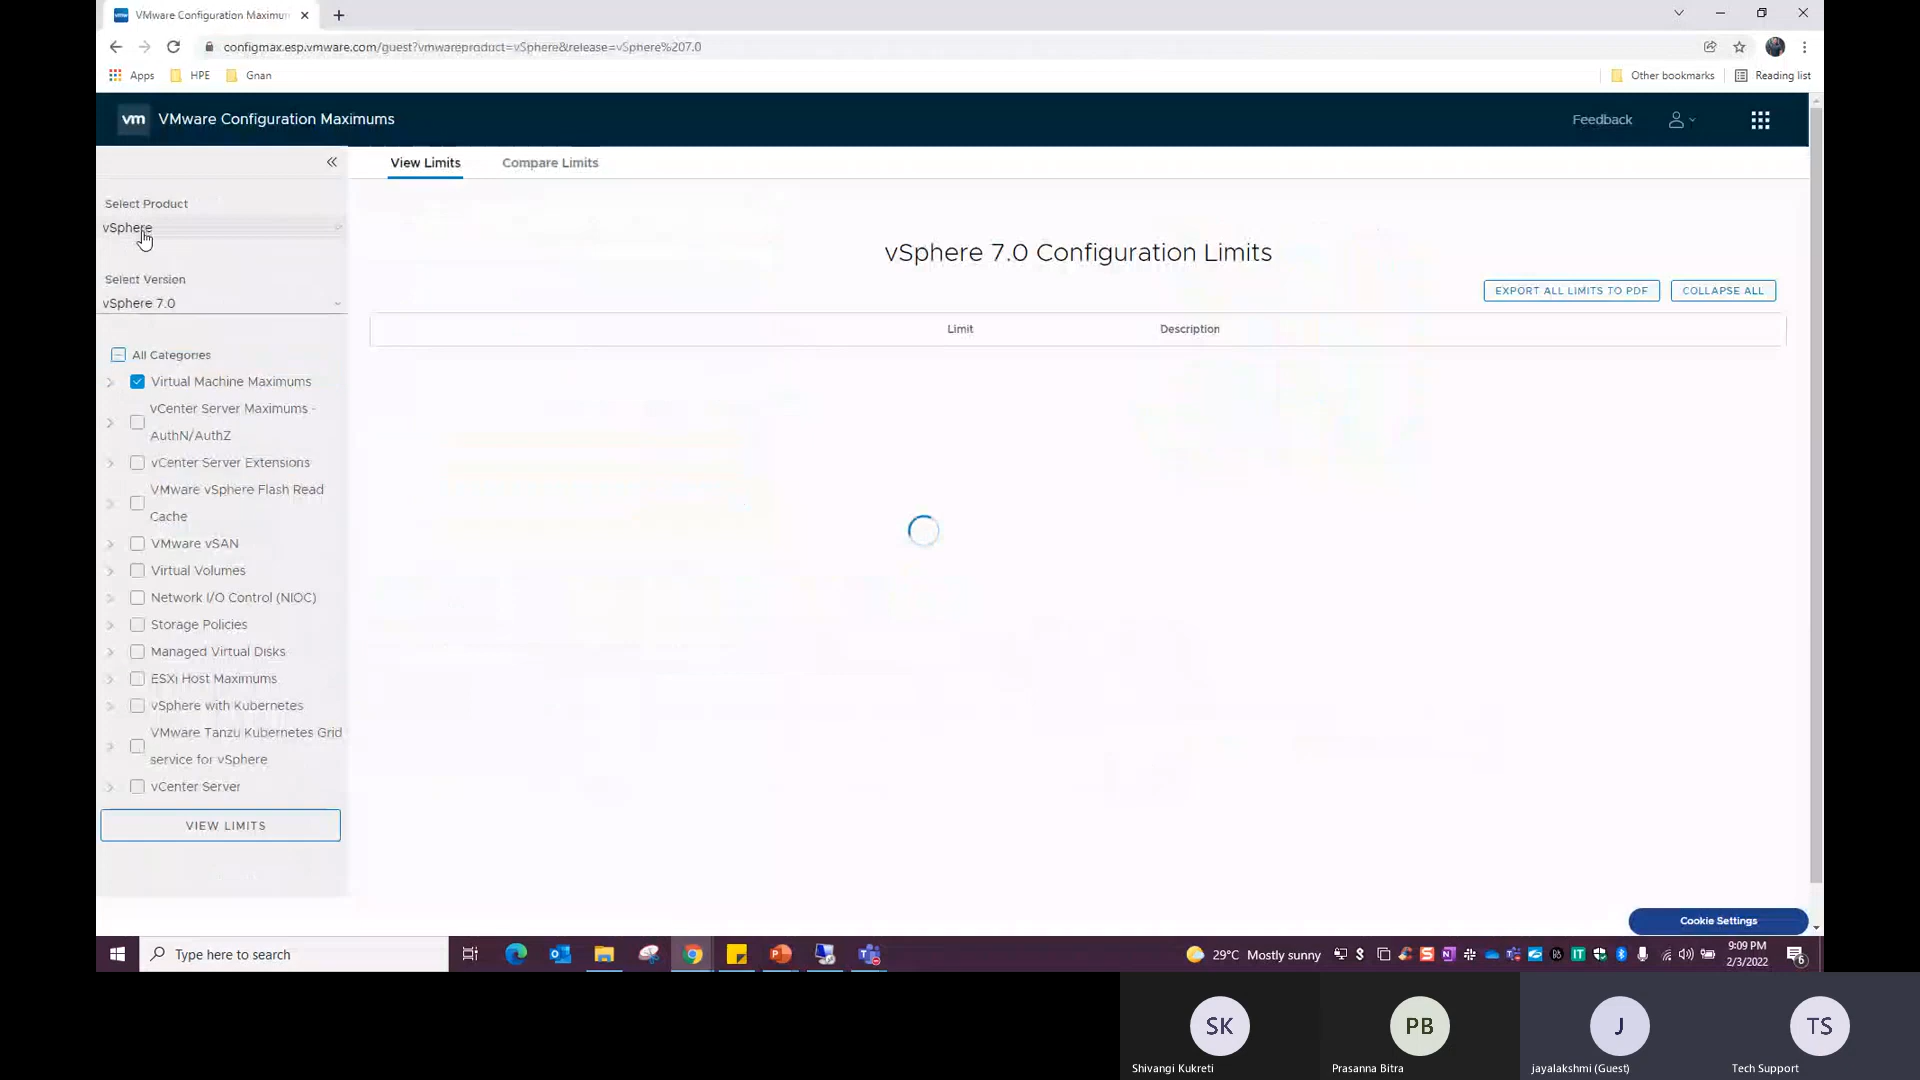 VMware Configuration Maximum
configmax.esp.vmware.com/guest?vmwareproduct=vSphere&release=vSphere%207.0
Apps HPE Gnan Other bookmarks Reading list
vm VMware Configuration Maximums Feedback
View Limits Compare Limits
Select Product
vSphere
Select Version
vSphere 7.0
vSphere 7.0 Configuration Limits
EXPORT ALL LIMITS TO PDF COLLAPSE ALL
Limit Description
All Categories
Virtual Machine Maximums
vCenter Server Maximums -
AuthN/AuthZ
vCenter Server Extensions
VMware vSphere Flash Read
Cache
VMware vSAN
Virtual Volumes
Network I/O Control (NIOC)
Storage Policies
Managed Virtual Disks
ESXi Host Maximums
vSphere with Kubernetes
VMware Tanzu Kubernetes Grid
service for vSphere
vCenter Server
VIEW LIMITS
Cookie Settings
Type here to search
29°C Mostly sunny
9:09 PM
2/3/2022
6
SK PB J TS
Shivangi Kukreti Prasanna Bitra jayalakshmi (Guest) Tech Support